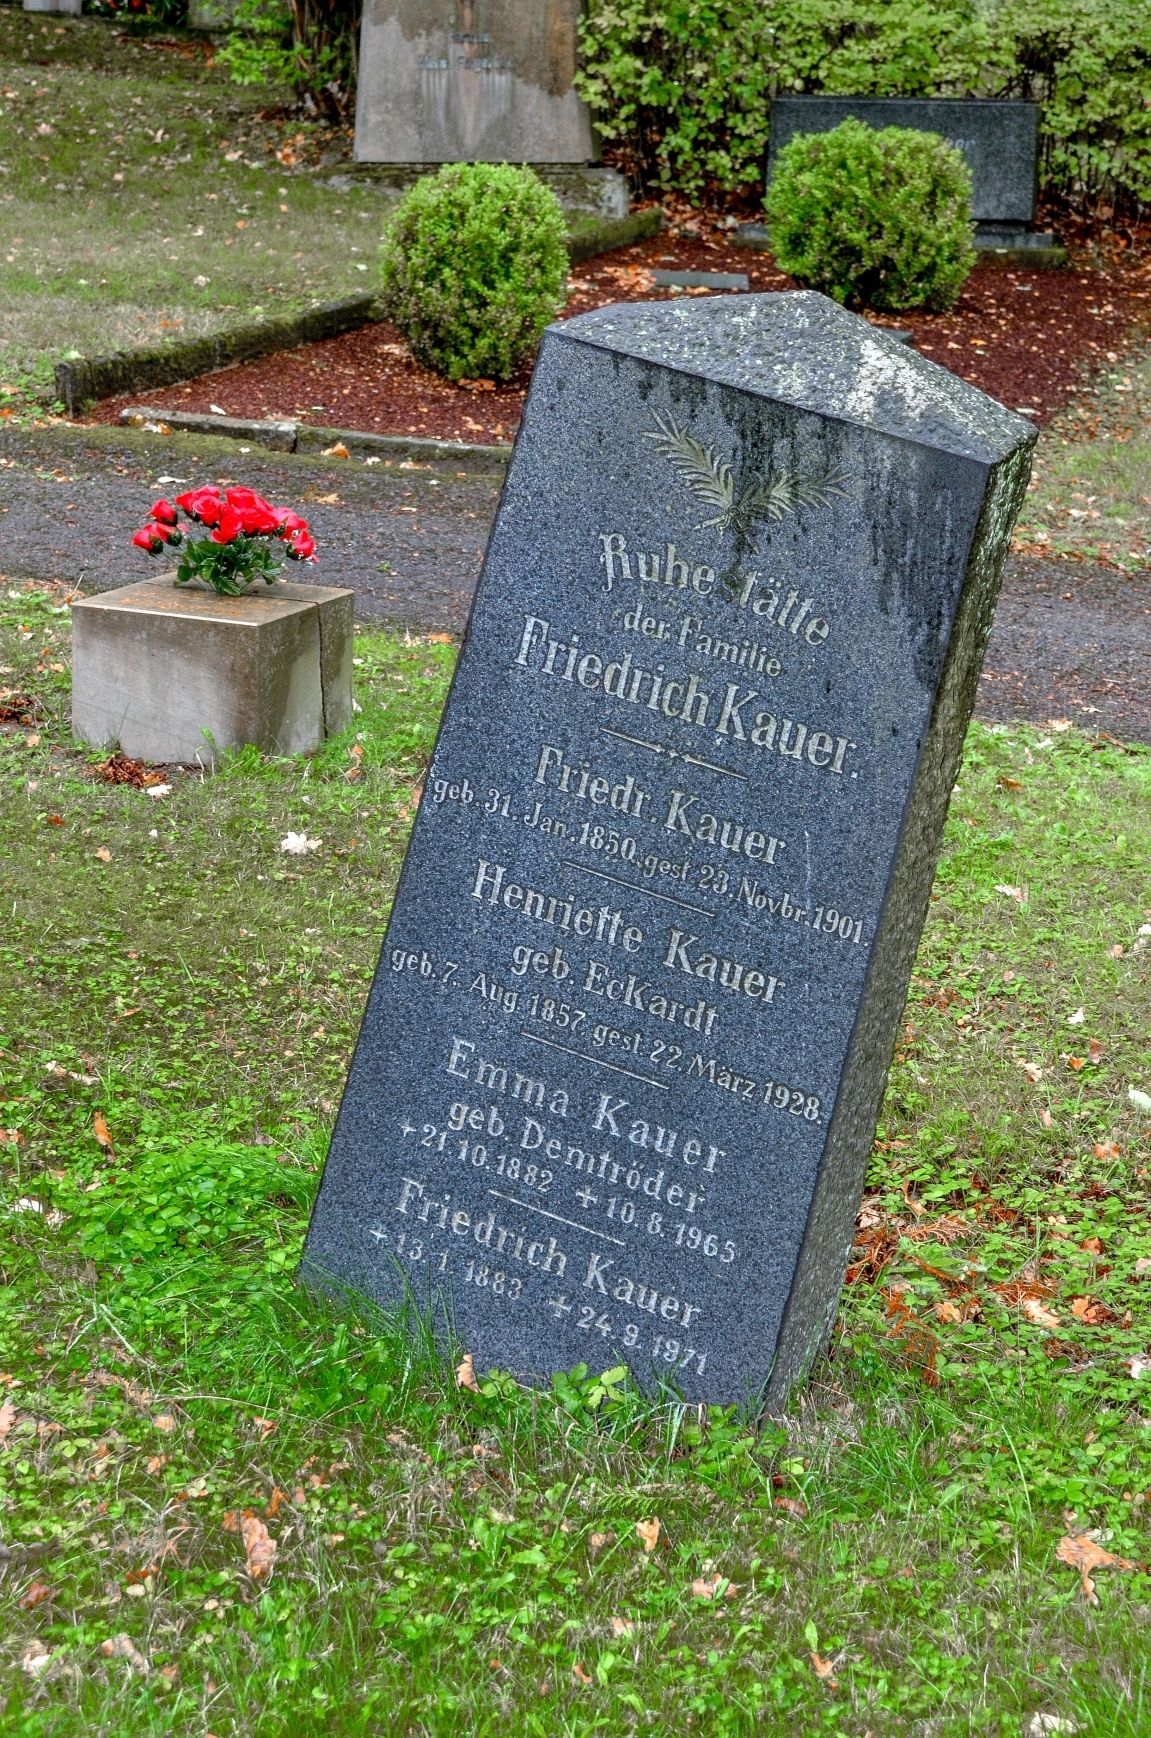 Ruhestätte
der Familie
Friedrich Kauer.
Friedr. Kauer
geb. 31. Jan. 1850, gest. 23. Novbr. 1901.
Henriette Kauer
geb. Eckardt
geb. 7. Aug. 1857. gest. 22. März 1928.
Emma Kauer
geb. Demtröder
+21.10.1882 +10.8.1965
Friedrich Kauer
+13.1.1883 +24.9.1971